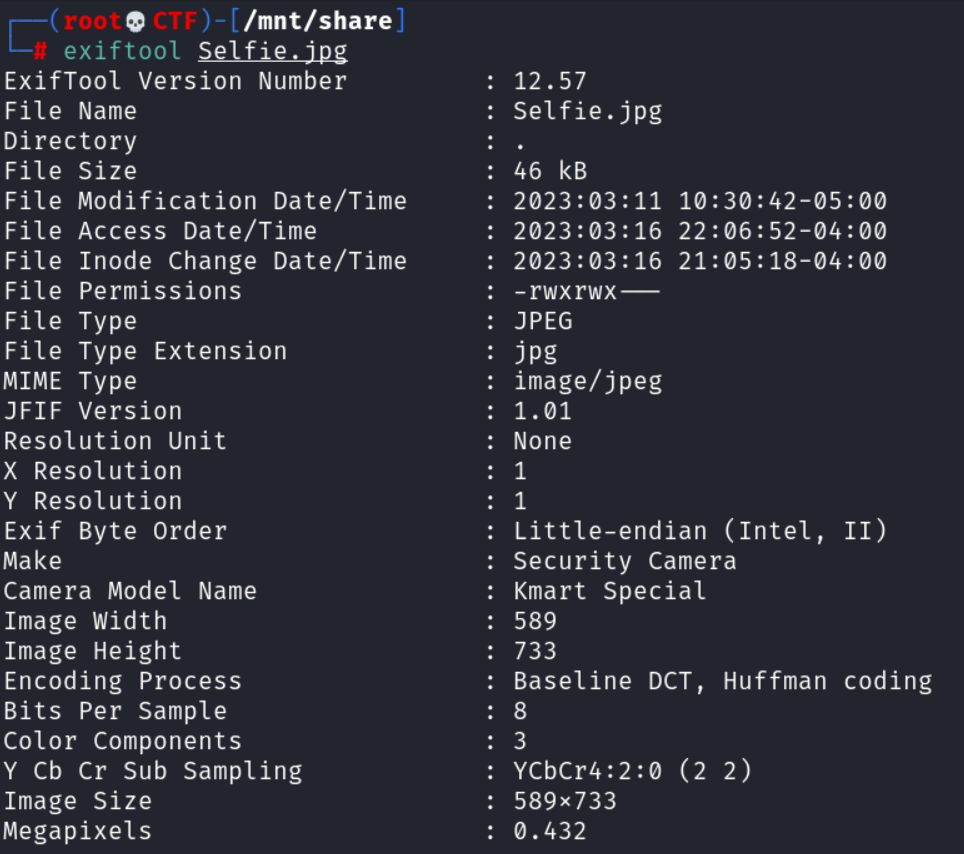 ┌──(root💀CTF)-[/mnt/share]
└─# exiftool Selfie.jpg
ExifTool Version Number : 12.57
File Name : Selfie.jpg
Directory : .
File Size : 46 kB
File Modification Date/Time : 2023:03:11 10:30:42-05:00
File Access Date/Time : 2023:03:16 22:06:52-04:00
File Inode Change Date/Time : 2023:03:16 21:05:18-04:00
File Permissions : -rwxrwx---
File Type : JPEG
File Type Extension : jpg
MIME Type : image/jpeg
JFIF Version : 1.01
Resolution Unit : None
X Resolution : 1
Y Resolution : 1
Exif Byte Order : Little-endian (Intel, II)
Make : Security Camera
Camera Model Name : Kmart Special
Image Width : 589
Image Height : 733
Encoding Process : Baseline DCT, Huffman coding
Bits Per Sample : 8
Color Components : 3
Y Cb Cr Sub Sampling : YCbCr4:2:0 (2 2)
Image Size : 589×733
Megapixels : 0.432